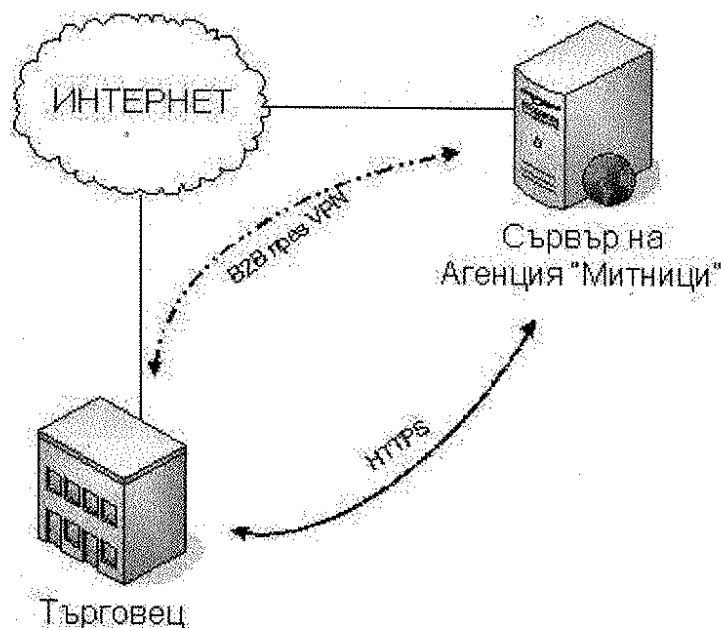 ИНТЕРНЕТ
B2B през VPN
Сървър на
Агенция "Митници"
HTTPS
Търговец